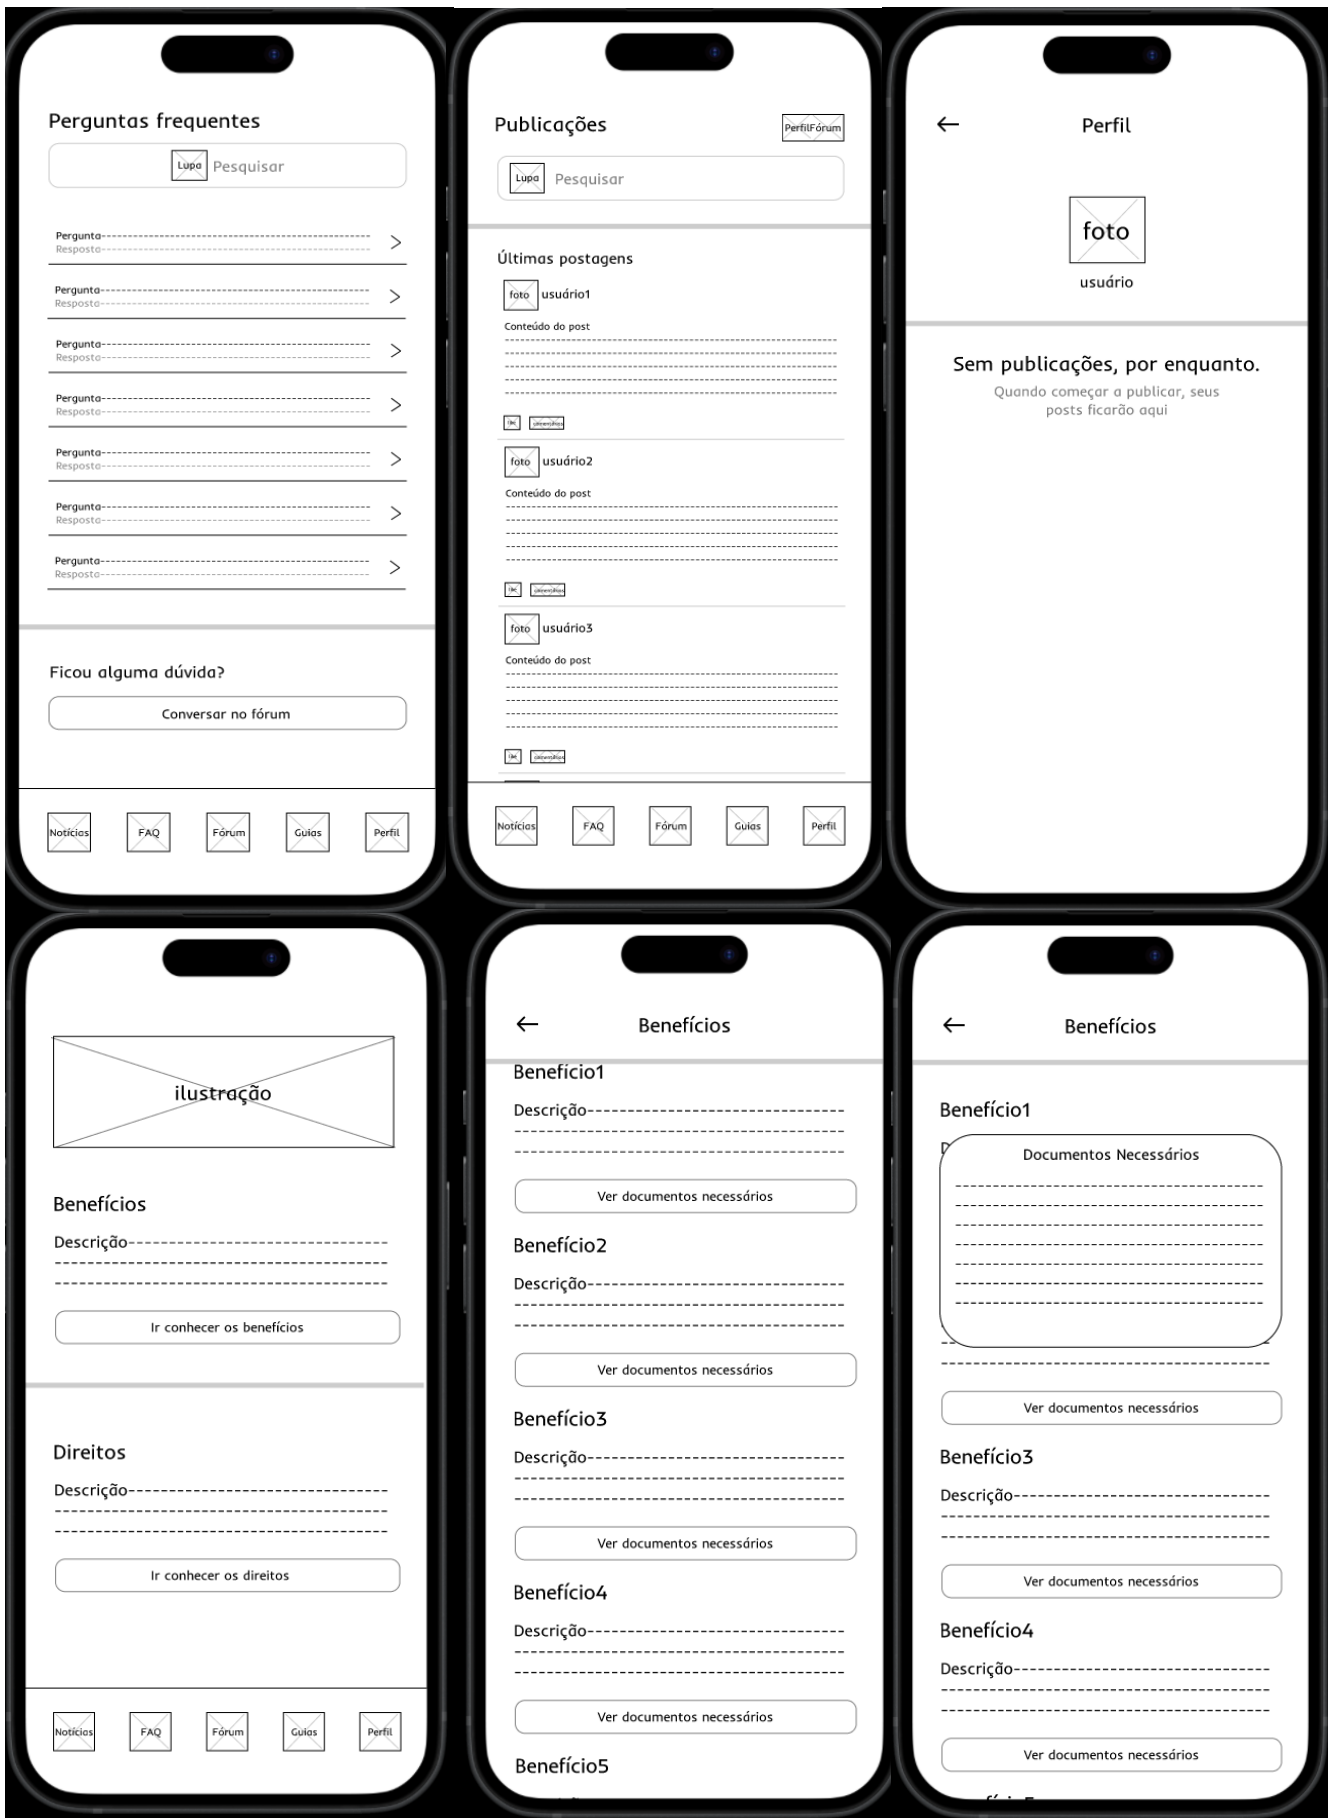 Perguntas frequentes
Lupa Pesquisar
Pergunta
Resposta
Pergunta
Resposta
Pergunta
Resposta
Pergunta
Resposta
Pergunta
Resposta
Pergunta
Resposta
Pergunta
Resposta
Ficou alguma dúvida?
Conversar no fórum
Notícias FAQ Fórum Guias Perfil
Publicações
PerfilFórum
Lupa Pesquisar
Últimas postagens
foto usuário1
Conteúdo do post
comentários
foto usuário2
Conteúdo do post
comentários
foto usuário3
Conteúdo do post
comentários
Notícias FAQ Fórum Guias Perfil
Perfil
foto
usuário
Sem publicações, por enquanto.
Quando começar a publicar, seus
posts ficarão aqui
ilustração
Benefícios
Descrição
Ir conhecer os benefícios
Direitos
Descrição
Ir conhecer os direitos
Notícias FAQ Fórum Guias Perfil
Benefícios
Benefício1
Descrição
Ver documentos necessários
Benefício2
Descrição
Ver documentos necessários
Benefício3
Descrição
Ver documentos necessários
Benefício4
Descrição
Ver documentos necessários
Benefício5
Benefícios
Benefício1
Documentos Necessários
Ver documentos necessários
Benefício3
Descrição
Ver documentos necessários
Benefício4
Descrição
Ver documentos necessários